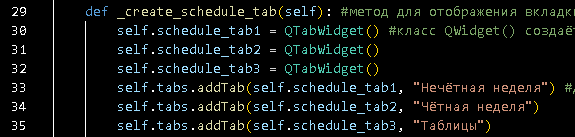 29 def _create_schedule_tab(self): #метод для отображения вкладки
30 self.schedule_tab1 = QTabWidget() #класс QWidget() создаё
31 self.schedule_tab2 = QTabWidget()
32 self.schedule_tab3 = QTabWidget()
33 self.tabs.addTab(self.schedule_tab1, "Нечётная неделя") #
34 self.tabs.addTab(self.schedule_tab2, "Чётная неделя")
35 self.tabs.addTab(self.schedule_tab3, "Таблицы")